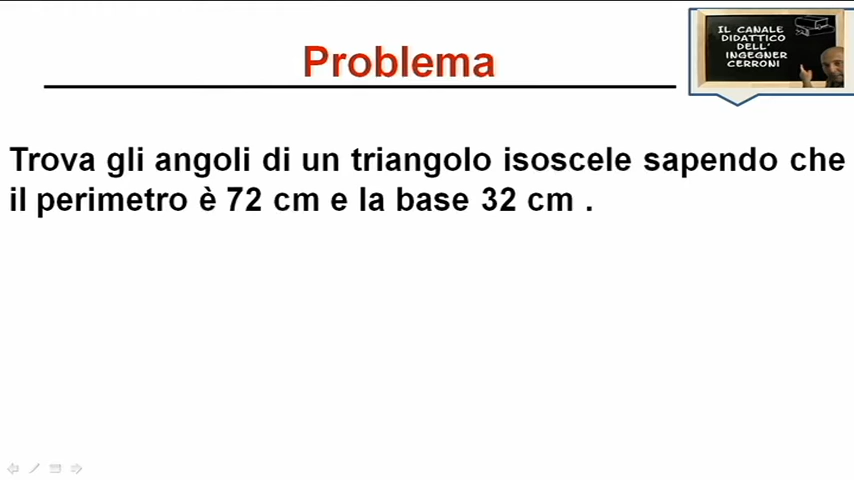 Problema
IL CANALE
DIDATTICO
DELL'
INGEGNER
CERRONI
Trova gli angoli di un triangolo isoscele sapendo che
il perimetro è 72 cm e la base 32 cm .